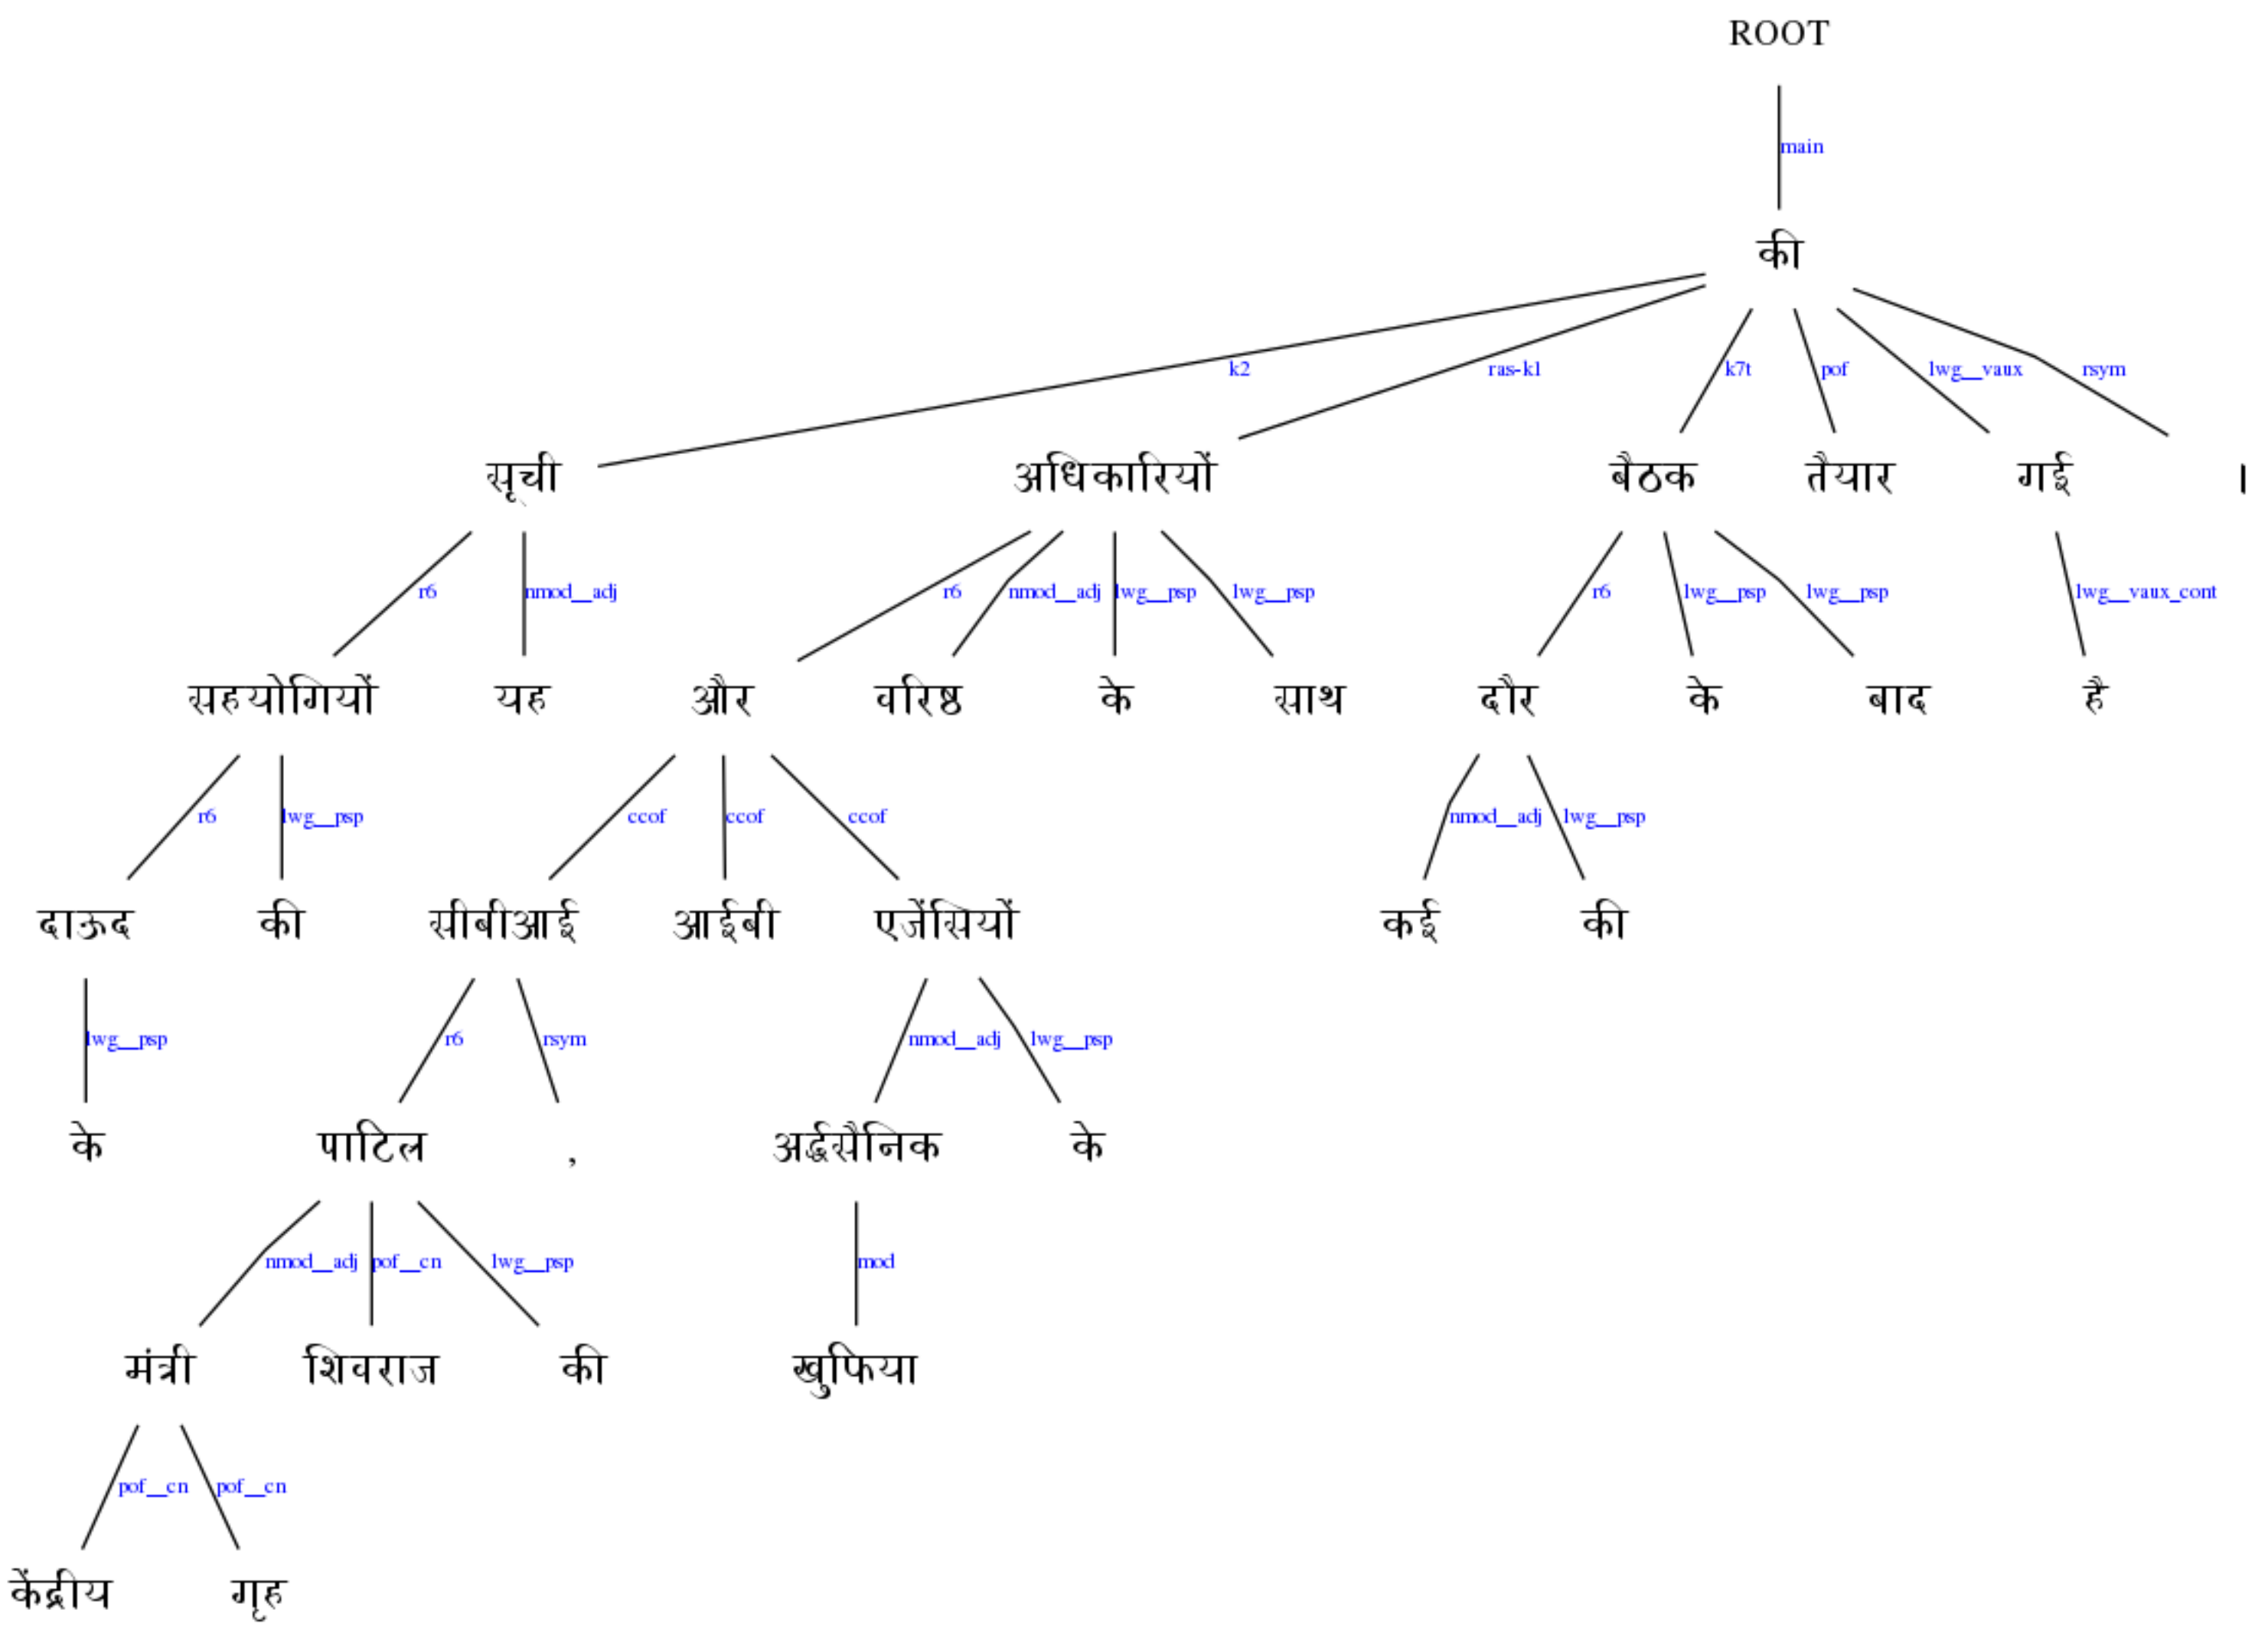 ROOT
main
की
k2 ras-k1 k7t pof lwg__vaux rsym
सूची अधिकारियों बैठक तैयार गई ।
r6 nmod__adj r6 nmod__adj lwg__psp lwg__psp r6 lwg__psp lwg__psp lwg__vaux_cont
सहयोगियों यह और वरिष्ठ के साथ दौर के बाद है
r6 lwg__psp ccof ccof ccof nmod__adj lwg__psp
दाऊद की सीबीआई आईबी एजेंसियों कई की
lwg__psp r6 rsym nmod__adj lwg__psp
के पाटिल , अर्द्धसैनिक के
nmod__adj pof__cn lwg__psp mod
मंत्री शिवराज की खुफिया
pof__cn pof__cn
केंद्रीय गृह